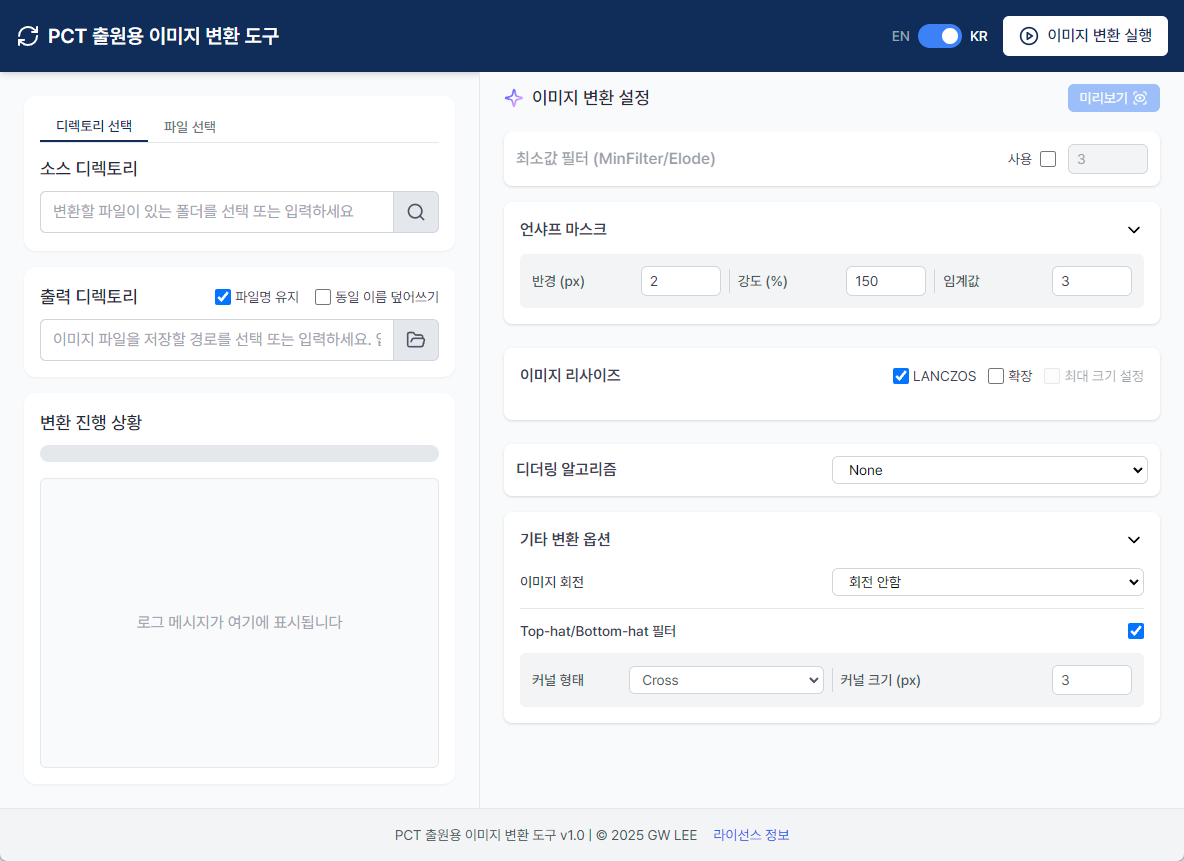 PCT 출원용 이미지 변환 도구
EN KR 이미지 변환 실행
디렉토리 선택 파일 선택
소스 디렉토리
변환할 파일이 있는 폴더를 선택 또는 입력하세요
출력 디렉토리 파일명 유지 동일 이름 덮어쓰기
이미지 파일을 저장할 경로를 선택 또는 입력하세요.
변환 진행 상황
로그 메시지가 여기에 표시됩니다
이미지 변환 설정 미리보기
최소값 필터 (MinFilter/Elode) 사용 3
언샤프 마스크
반경 (px) 2 강도 (%) 150 임계값 3
이미지 리사이즈 LANCZOS 확장 최대 크기 설정
디더링 알고리즘 None
기타 변환 옵션
이미지 회전 회전 안함
Top-hat/Bottom-hat 필터
커널 형태 Cross 커널 크기 (px) 3
PCT 출원용 이미지 변환 도구 v1.0 | © 2025 GW LEE 라이선스 정보